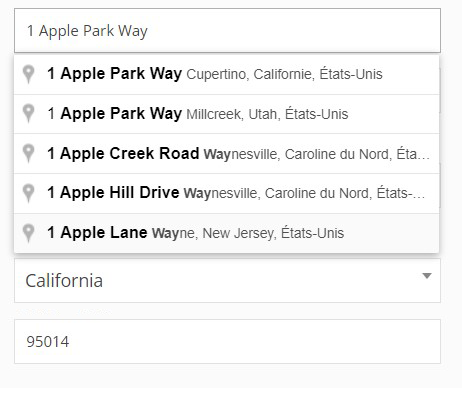 1 Apple Park Way
1 Apple Park Way Cupertino, Californie, États-Unis
1 Apple Park Way Millcreek, Utah, États-Unis
1 Apple Creek Road Waynesville, Caroline du Nord, Éta...
1 Apple Hill Drive Waynesville, Caroline du Nord, États-...
1 Apple Lane Wayne, New Jersey, États-Unis
California
95014